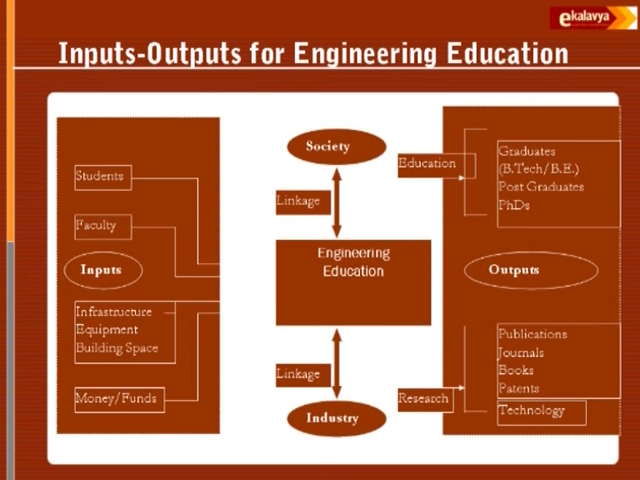 ekalavya
Inputs-Outputs for Engineering Education
Students
Faculty
Inputs
Infrastructure
Equipment
Building Space
Money/Funds
Society
Linkage
Engineering
Education
Linkage
Industry
Education
Graduates
(B.Tech/B.E.)
Post Graduates
PhDs
Outputs
Research
Publications
Journals
Books
Patents
Technology